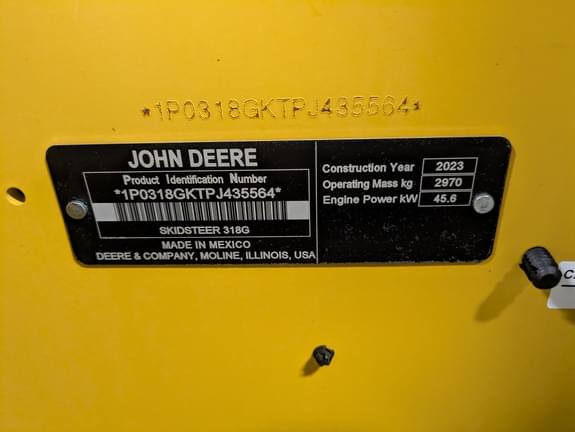 *1P0318GKTPJ435564*
JOHN DEERE
Product Identification Number
*1P0318GKTPJ435564*
SKIDSTEER 318G
MADE IN MEXICO
DEERE & COMPANY, MOLINE, ILLINOIS, USA
Construction Year 2023
Operating Mass kg 2970
Engine Power kW 45.6